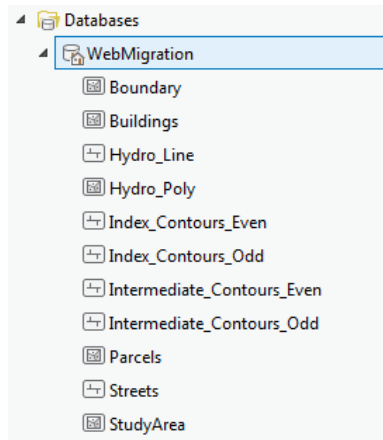 Databases
WebMigration
Boundary
Buildings
Hydro_Line
Hydro_Poly
Index_Contours_Even
Index_Contours_Odd
Intermediate_Contours_Even
Intermediate_Contours_Odd
Parcels
Streets
StudyArea